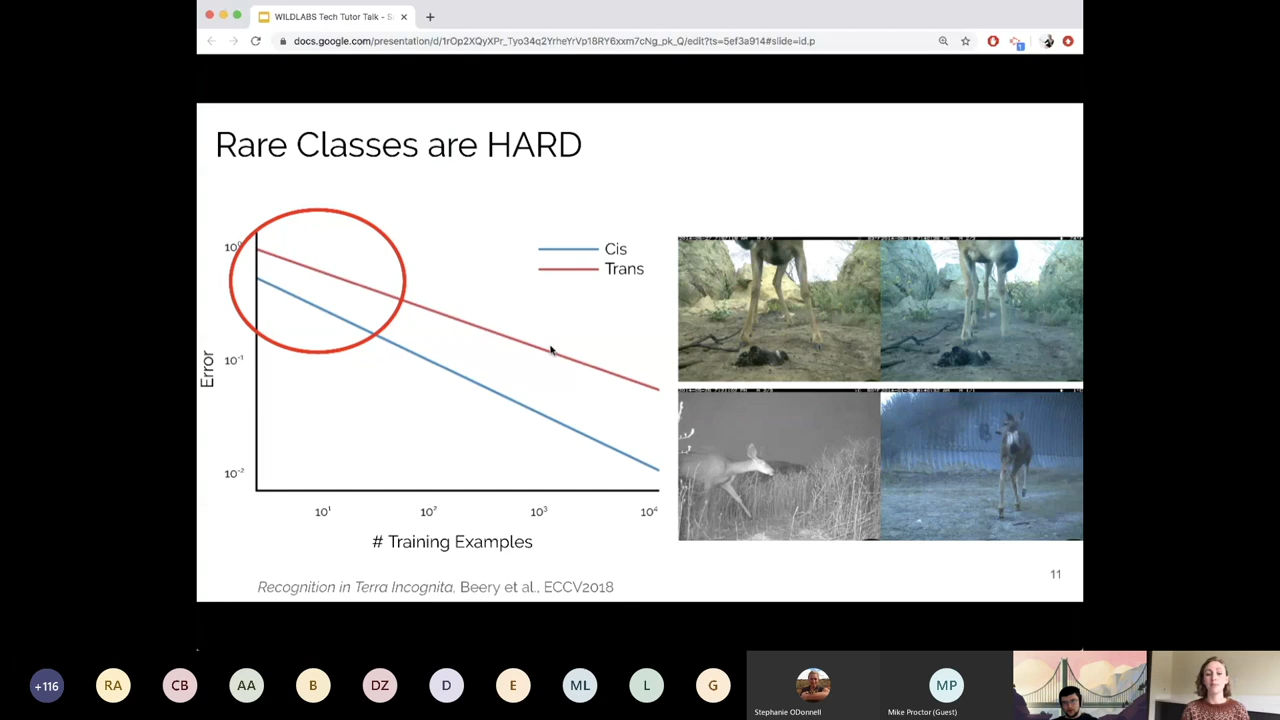 WILDLABS Tech Tutor Talk - S
docs.google.com/presentation/d/1rOp2XQyXPr_Tyo34q2YrheYrVp18RY6xxm7cNg_pk_Q/edit?ts=5ef3a914#slide=id.p
Rare Classes are HARD
10⁰
10⁻¹
10⁻²
Error
Cis
Trans
10¹
10²
10³
10⁴
# Training Examples
Recognition in Terra Incognita, Beery et al., ECCV2018
11
+116
RA
CB
AA
B
DZ
D
E
ML
L
G
Stephanie ODonnell
MP
Mike Proctor (Guest)